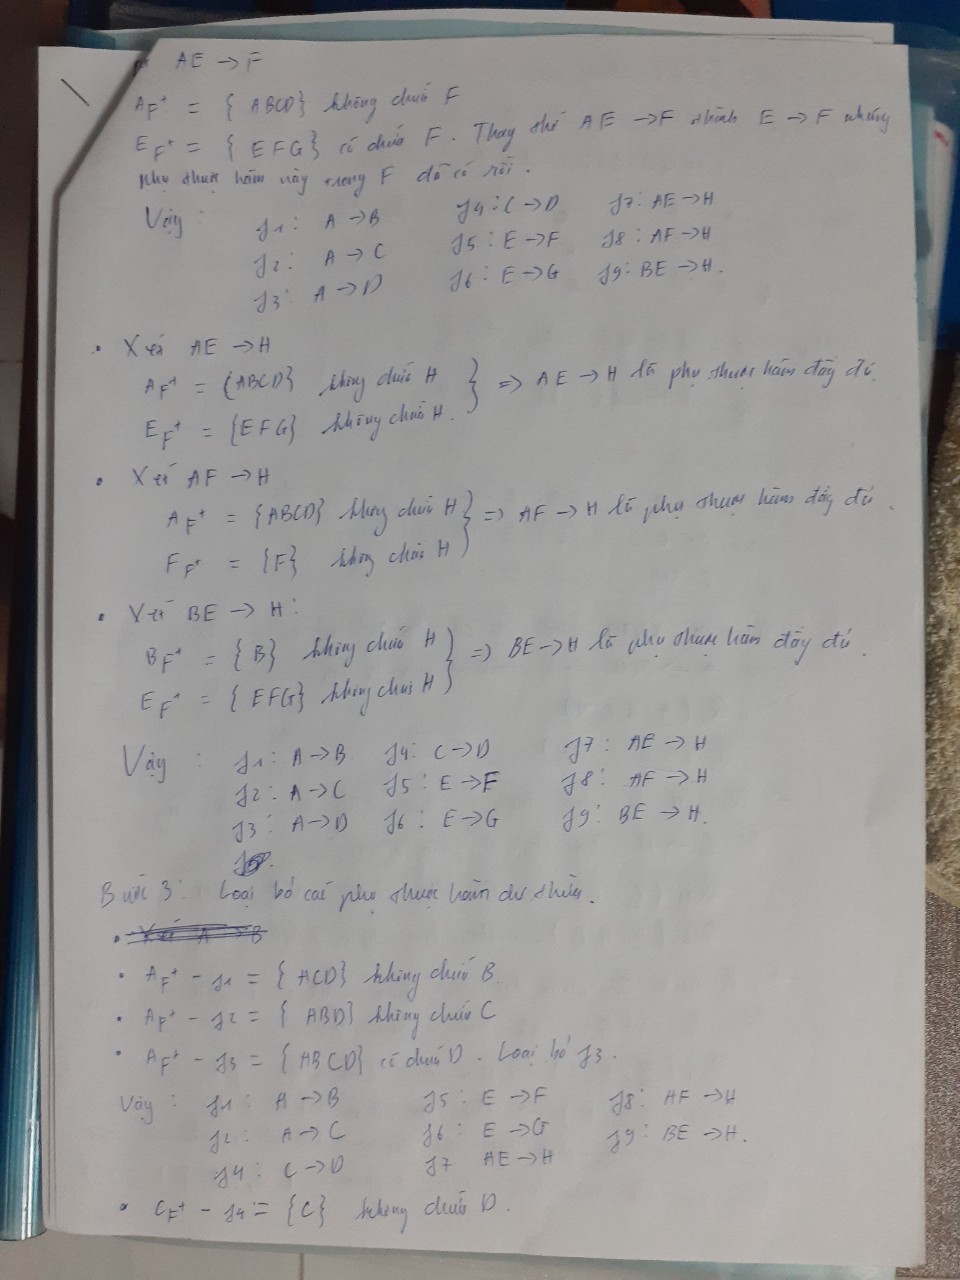 AE → F
A_F⁺ = { ABCD} không chứa F
E_F⁺ = { EFG} có chứa F. Thay thế AE → F thành E → F nhưng
phụ thuộc hàm này trong F đã có rồi.
Vậy : f1 : A → B f4 : C → D f7 : AE → H
f2 : A → C f5 : E → F f8 : AF → H
f3 : A → D f6 : E → G f9 : BE → H.
• Xét AE → H
A_F⁺ = {ABCD} không chứa H } => AE → H là phụ thuộc hàm đầy đủ.
E_F⁺ = {EFG} không chứa H.
• Xét AF → H
A_F⁺ = {ABCD} không chứa H } => AF → H là phụ thuộc hàm đầy đủ.
F_F⁺ = {F} không chứa H
• Xét BE → H :
B_F⁺ = { B} không chứa H } => BE → H là phụ thuộc hàm đầy đủ.
E_F⁺ = { EFG} không chứa H
Vậy : f1 : A → B f4 : C → D f7 : AE → H
f2 : A → C f5 : E → F f8 : AF → H
f3 : A → D f6 : E → G f9 : BE → H.
Bước 3 : Loại bỏ các phụ thuộc hàm dư thừa.
• Xét A → B
• A_F⁺ - f1 = { ACD} không chứa B.
• A_F⁺ - f2 = { ABD} không chứa C
• A_F⁺ - f3 = {ABCD} có chứa D. Loại bỏ f3.
Vậy : f1 : A → B f5 : E → F f8 : AF → H
f2 : A → C f6 : E → G f9 : BE → H.
f4 : C → D f7 AE → H
• C_F⁺ - f4 = {C} không chứa D.